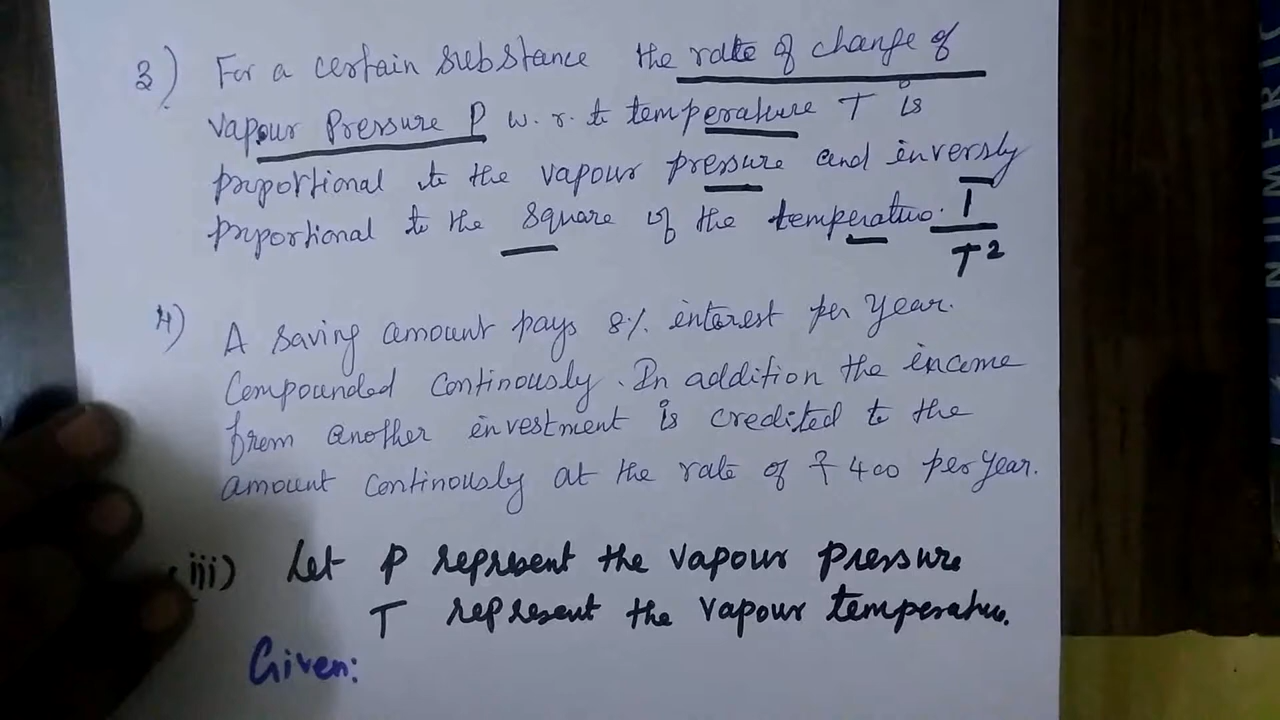 3) For a certain substance the rate of change of
vapour Pressure P w.r.to temperature T is
proportional to the vapour pressure and inversly
proportional to the square of the temperature. 1/T²
4) A saving amount pays 8% interest per year.
Compounded continously. In addition the income
from another investment is credited to the
amount continously at the rate of ₹ 400 per year.
iii) Let P represent the vapour pressure
T represent the vapour temperature.
Given:
NUMERIC